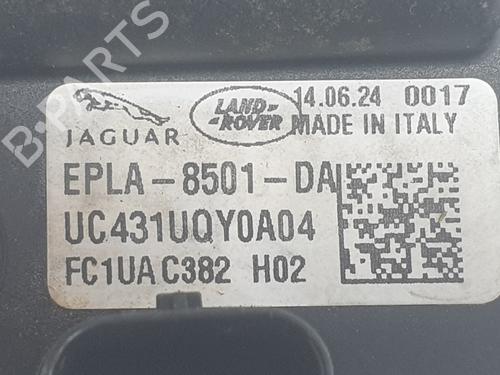 B-PARTS
JAGUAR
LAND-
-ROVER
14.06.24 0017
MADE IN ITALY
EPLA-8501-DA
UC431UQY0A04
FC1UA C382 H02